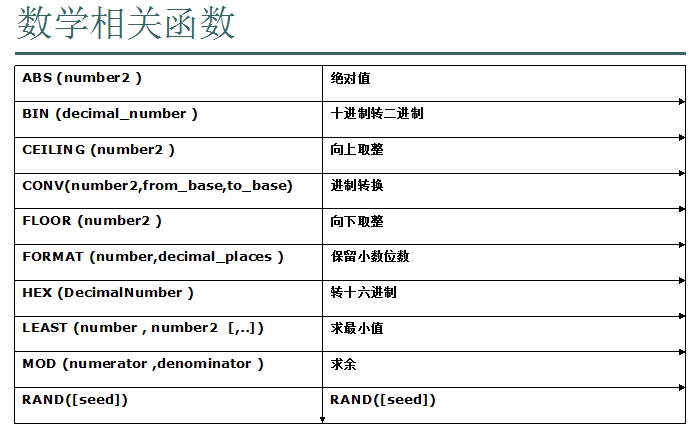 数学相关函数
ABS (number2 ) 绝对值
BIN (decimal_number ) 十进制转二进制
CEILING (number2 ) 向上取整
CONV(number2,from_base,to_base) 进制转换
FLOOR (number2 ) 向下取整
FORMAT (number,decimal_places ) 保留小数位数
HEX (DecimalNumber ) 转十六进制
LEAST (number , number2 [,..]) 求最小值
MOD (numerator ,denominator ) 求余
RAND([seed]) RAND([seed])